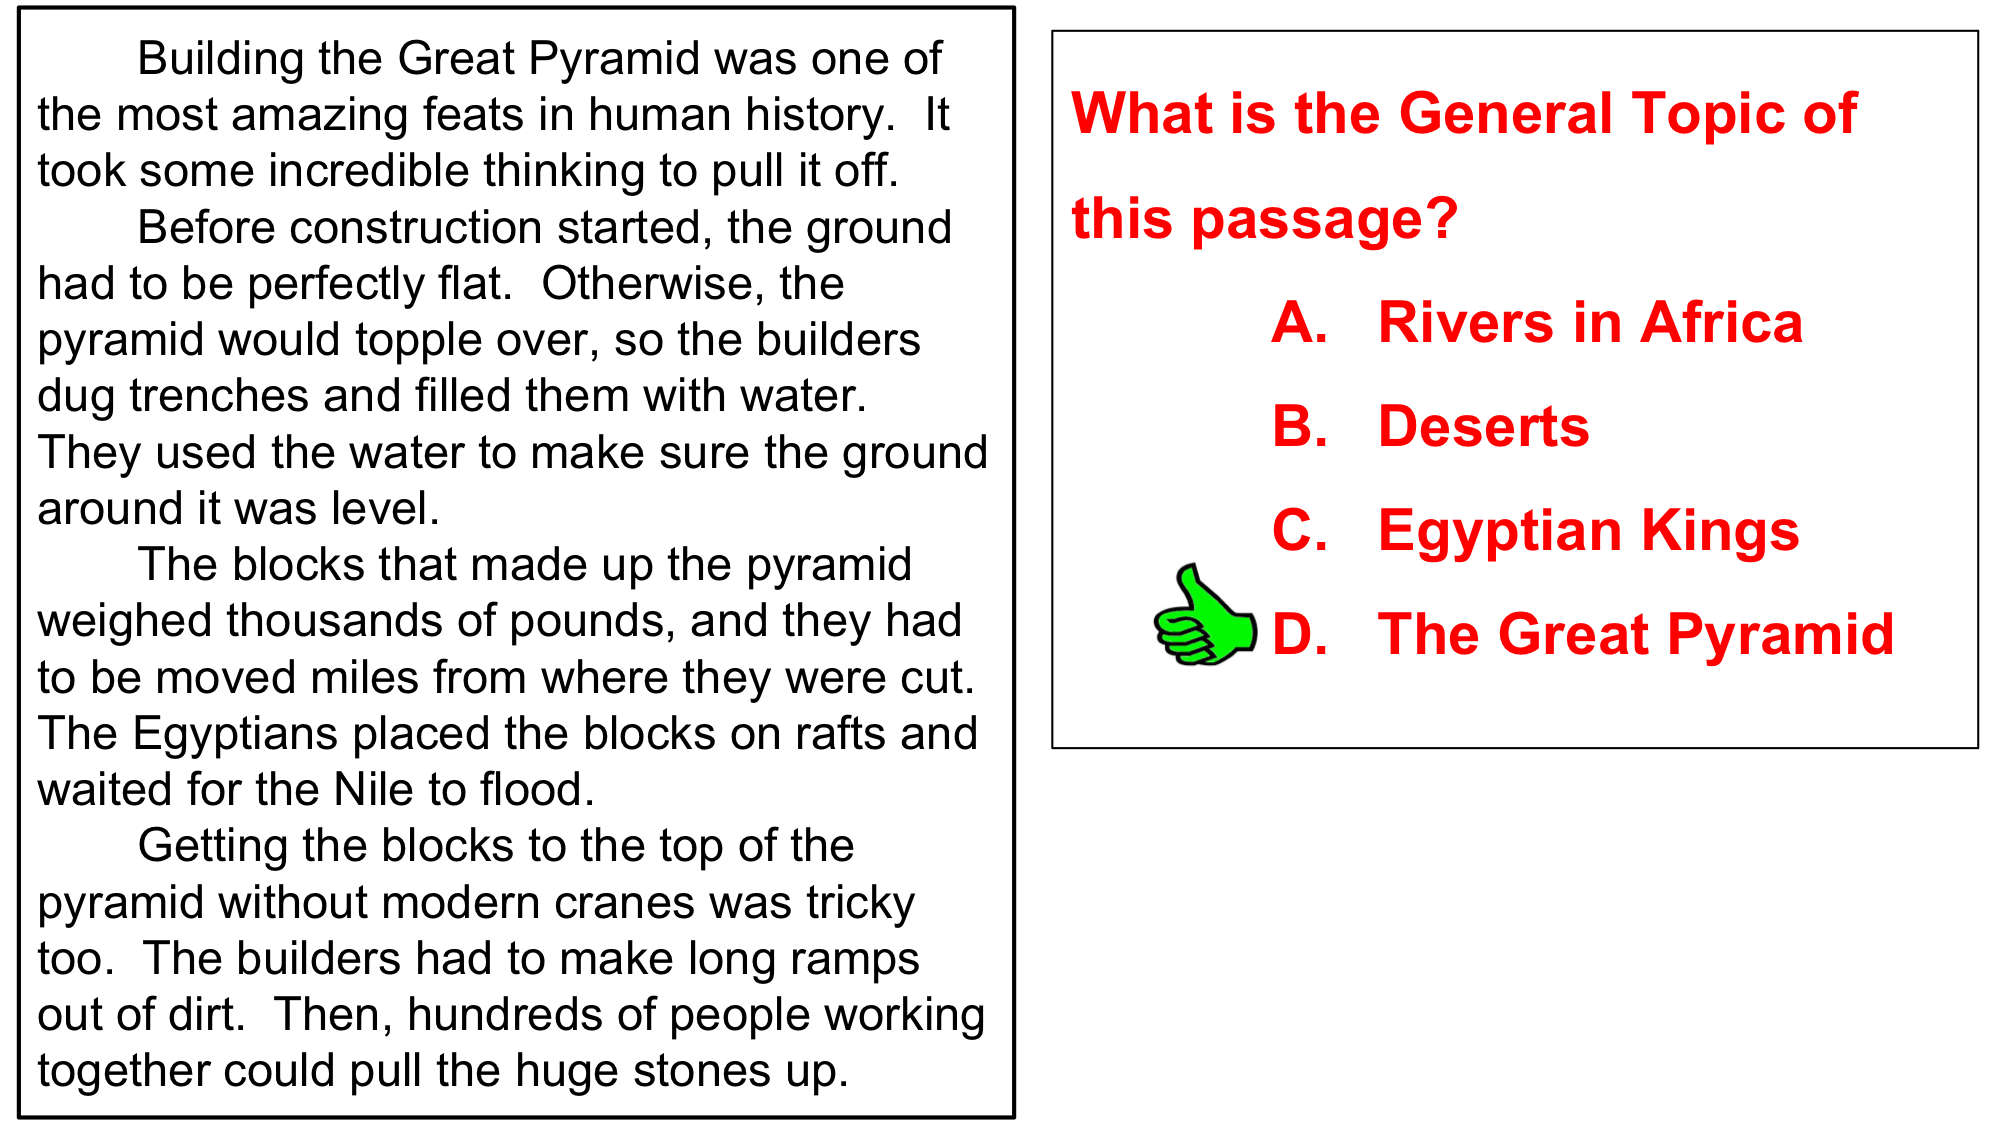 Building the Great Pyramid was one of
the most amazing feats in human history.  It
took some incredible thinking to pull it off.
Before construction started, the ground
had to be perfectly flat.  Otherwise, the
pyramid would topple over, so the builders
dug trenches and filled them with water.
They used the water to make sure the ground
around it was level.
The blocks that made up the pyramid
weighed thousands of pounds, and they had
to be moved miles from where they were cut.
The Egyptians placed the blocks on rafts and
waited for the Nile to flood.
Getting the blocks to the top of the
pyramid without modern cranes was tricky
too.  The builders had to make long ramps
out of dirt.  Then, hundreds of people working
together could pull the huge stones up.
What is the General Topic of
this passage?
A. Rivers in Africa
B. Deserts
C. Egyptian Kings
D. The Great Pyramid